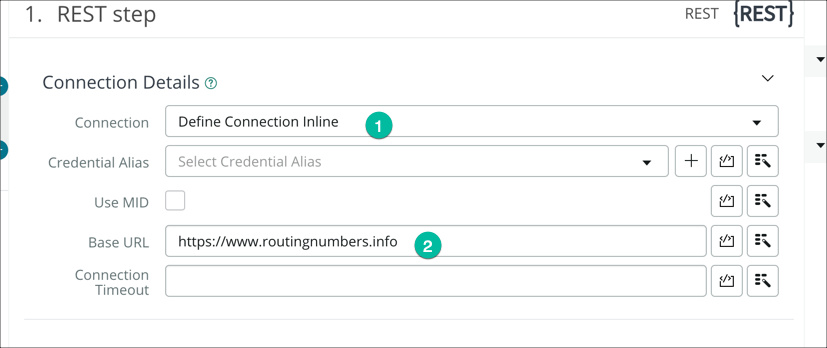 1. REST step REST {REST}
Connection Details ?
Connection Define Connection Inline 1
Credential Alias Select Credential Alias
Use MID
Base URL https://www.routingnumbers.info 2
Connection
Timeout